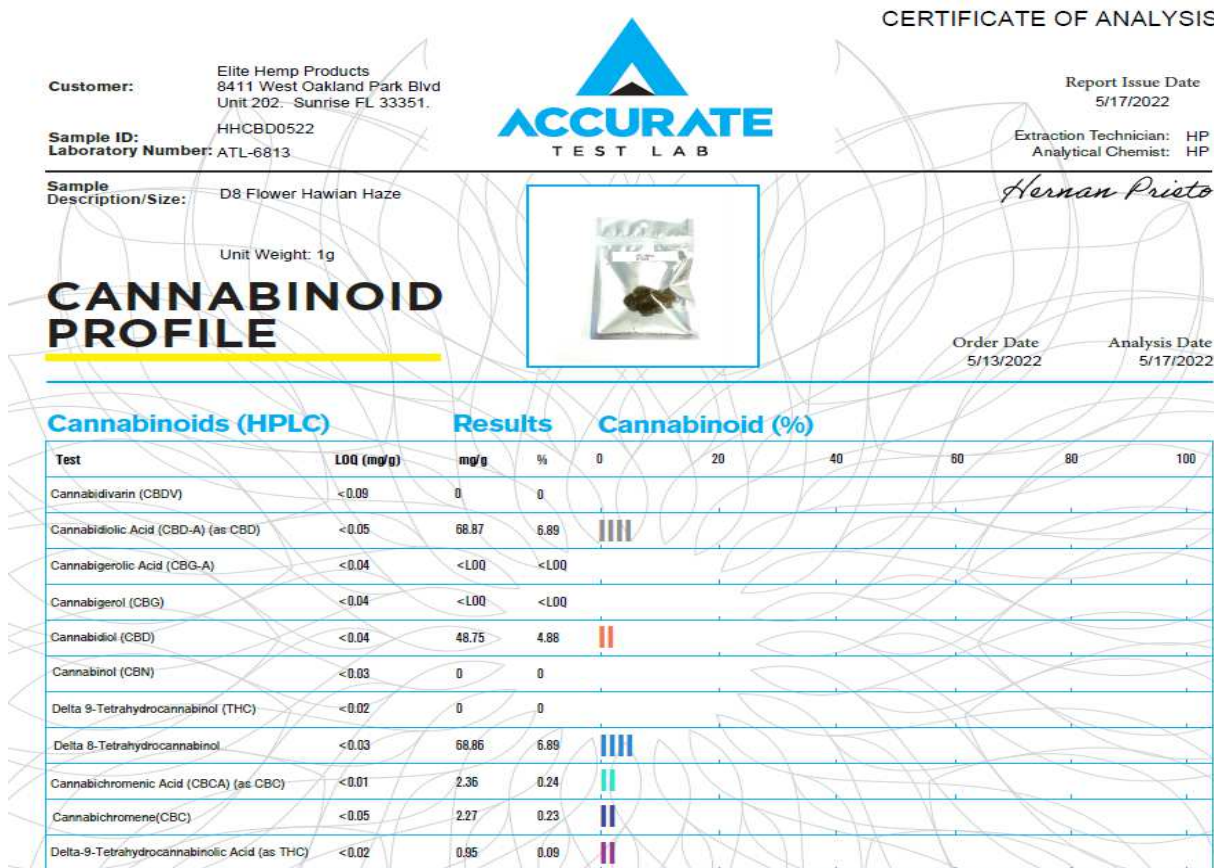 CERTIFICATE OF ANALYSIS
Customer:
Elite Hemp Products
8411 West Oakland Park Blvd
Unit 202. Sunrise FL 33351.
Sample ID:
HHCBD0522
Laboratory Number: ATL-6813
ACCURATE
TEST LAB
Report Issue Date
5/17/2022
Extraction Technician: HP
Analytical Chemist: HP
Hernan Prieto
Sample
Description/Size:
D8 Flower Hawian Haze
Unit Weight: 1g
CANNABINOID
PROFILE
Order Date Analysis Date
5/13/2022 5/17/2022
Cannabinoids (HPLC) Results Cannabinoid (%)
Test LOQ (mg/g) mg/g % 0 20 40 60 80 100
Cannabidivarin (CBDV) <0.09 0 0
Cannabidiolic Acid (CBD-A) (as CBD) <0.05 68.87 6.89
Cannabigerolic Acid (CBG-A) <0.04 <LOQ <LOQ
Cannabigerol (CBG) <0.04 <LOQ <LOQ
Cannabidiol (CBD) <0.04 48.75 4.88
Cannabinol (CBN) <0.03 0 0
Delta 9-Tetrahydrocannabinol (THC) <0.02 0 0
Delta 8-Tetrahydrocannabinol <0.03 68.86 6.89
Cannabichromenic Acid (CBCA) (as CBC) <0.01 2.36 0.24
Cannabichromene(CBC) <0.05 2.27 0.23
Delta-9-Tetrahydrocannabinolic Acid (as THC) <0.02 0.95 0.09